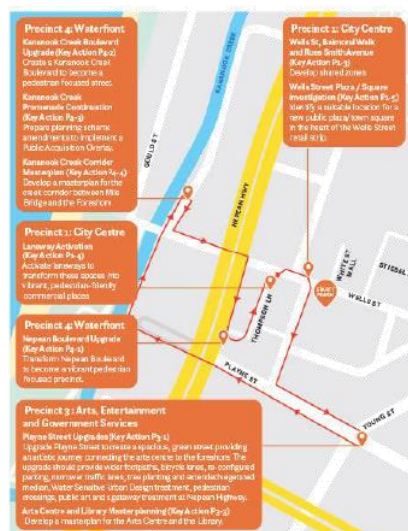 Precinct 4: Waterfront
Kananook Creek Boulevard
Upgrade (Key Action P4-2)
Create a Kananook Creek
Boulevard to become a
pedestrian focused street.
Kananook Creek
Promenade Continuation
(Key Action P4-3)
Prepare planning scheme
amendments to implement a
Public Acquisition Overlay.
Kananook Creek Corridor
Masterplan (Key Action P4-4)
Develop a masterplan for the
creek corridor between Mile
Bridge and the Foreshore
Precinct 1: City Centre
Laneway Activation
(Key Action P1-4)
Activate laneways to
transform these spaces into
vibrant, pedestrian-friendly
commercial places
Precinct 4: Waterfront
Nepean Boulevard Upgrade
(Key Action P4-1)
Transform Nepean Boulevard
to become a vibrant pedestrian
focused precinct.
Precinct 3: Arts, Entertainment
and Government Services
Playne Street Upgrades (Key Action P3-1)
Upgrade Playne Street to create a spacious, green street providing
an artistic journey connecting the arts centre to the foreshore. The
upgrade should provide wider footpaths, bicycle lanes, re-configured
parking, narrower traffic lanes, tree planting and extended vegetated
median, Water Sensitive Urban Design treatment, pedestrian
crossings, public art and a gateway treatment at Nepean Highway.
Arts Centre and Library Masterplanning (Key Action P3-3)
Develop a masterplan for the Arts Centre and the Library.
Precinct 1: City Centre
Wells St, Balmoral Walk
and Ross Smith Avenue
(Key Action P1-3)
Develop shared zones
Wells Street Plaza / Square
Investigation (Key Action P1-5)
Identify a suitable location for a
new public plaza/town square
in the heart of the Wells Street
retail strip.
KANANOOK CREEK
GOULD ST
NEPEAN HWY
THOMPSON LN
WHITE ST
MALL
WELLS ST
PLAYNE ST
YOUNG ST